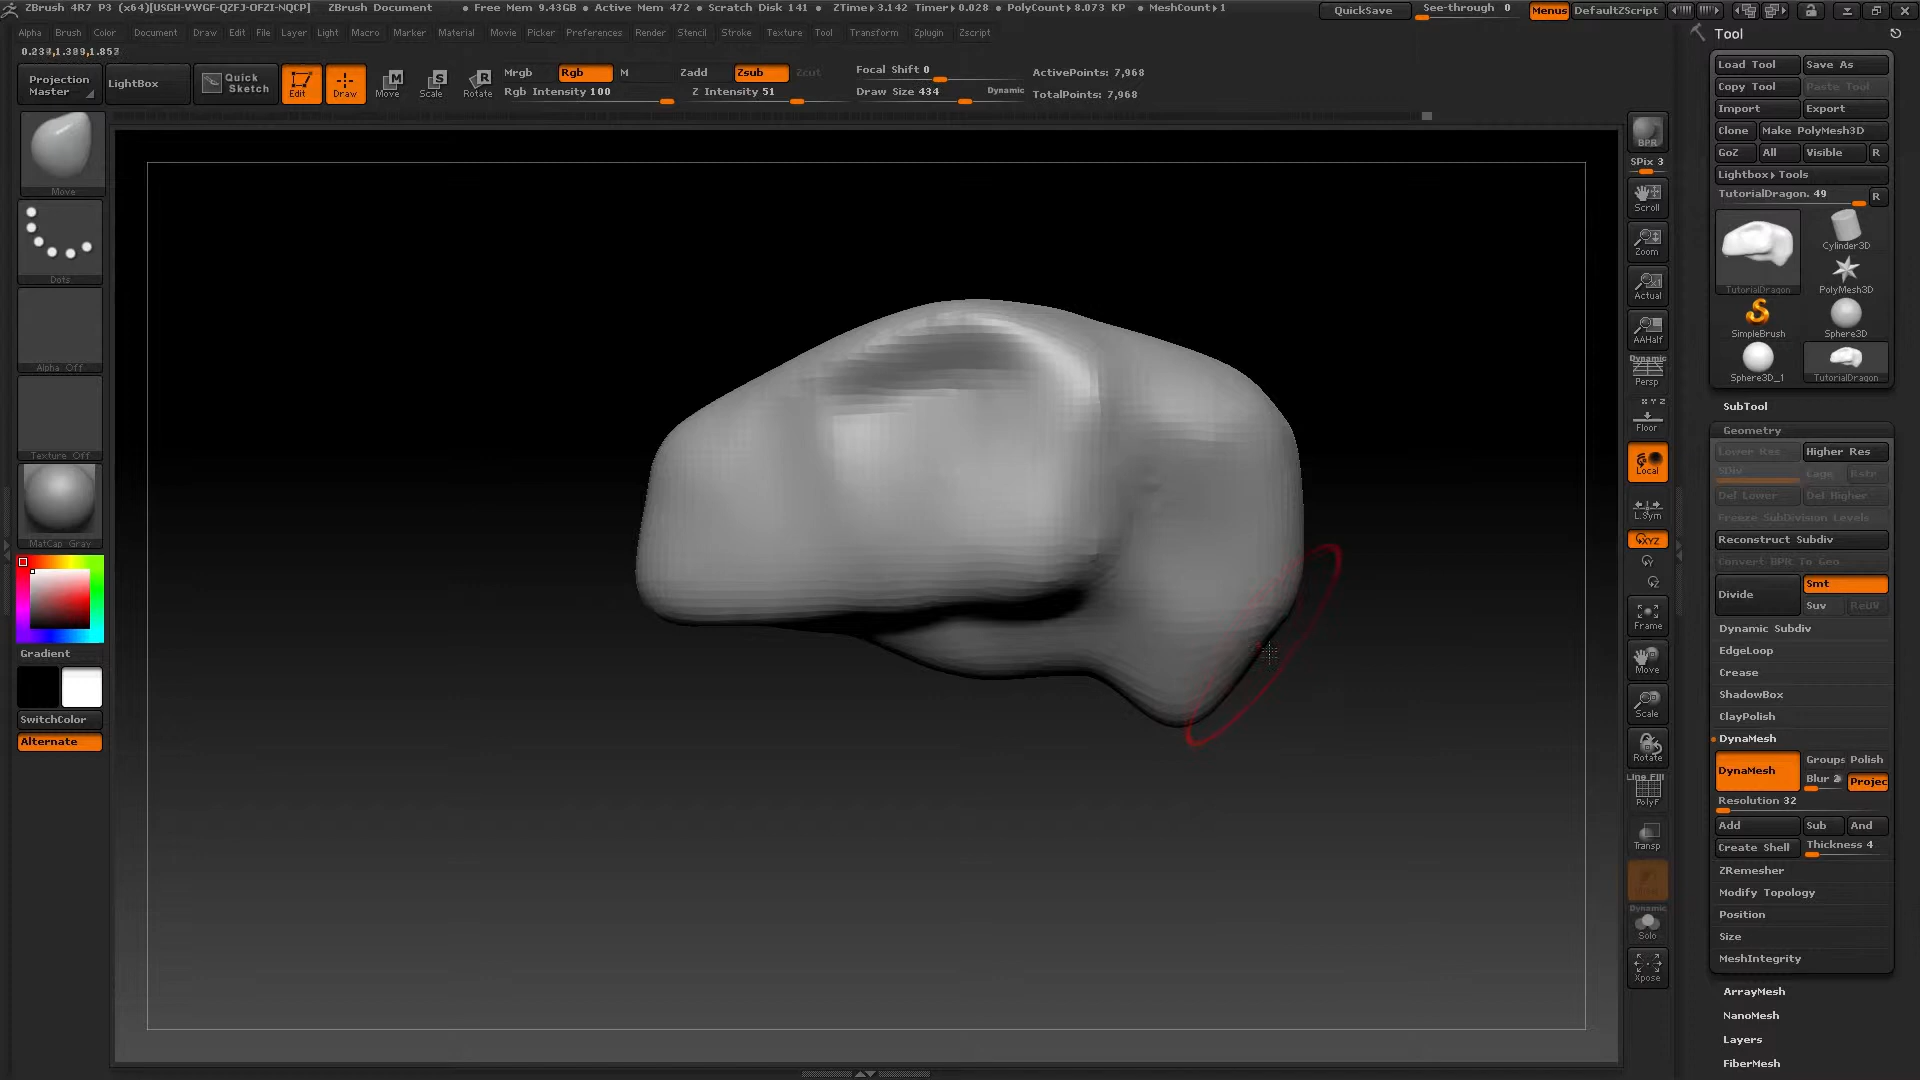 ZBrush 4R7 P3 (x64)[USGH-VWGF-QZFJ-OFZI-NQCP] ZBrush Document • Free Mem 9.43GB • Active Mem 472 • Scratch Disk 141 • ZTime▸3.142 Timer▸0.028 • PolyCount▸8.073 KP • MeshCount▸1 QuickSave See-through 0 Menus DefaultZScript
Alpha Brush Color Document Draw Edit File Layer Light Macro Marker Material Movie Picker Preferences Render Stencil Stroke Texture Tool Transform Zplugin Zscript
Projection Master
LightBox
Quick Sketch
Edit Draw Move Scale Rotate
Mrgb Rgb M
Rgb Intensity 100
Zadd Zsub Zcut
Z Intensity 51
Focal Shift 0
Draw Size 434 Dynamic
ActivePoints: 7,968
TotalPoints: 7,968
Move
Dots
Alpha Off
Texture Off
MatCap Gray
Gradient
SwitchColor
Alternate
BPR
SPix 3
Scroll
Zoom
Actual
AAHalf
Dynamic
Persp
X Y Z
Floor
Local
L.Sym
XYZ
Y
Z
Frame
Move
Scale
Rotate
Line Fill
PolyF
Transp
Dynamic
Solo
Xpose
Tool
Load Tool Save As
Copy Tool Paste Tool
Import Export
Clone Make PolyMesh3D
GoZ All Visible R
Lightbox▸Tools
TutorialDragon. 49 R
TutorialDragon
Cylinder3D
PolyMesh3D
SimpleBrush
Sphere3D
Sphere3D_1
TutorialDragon
SubTool
Geometry
Lower Res Higher Res
SDiv Cage Rstr
Del Lower Del Higher
Freeze SubDivision Levels
Reconstruct Subdiv
Convert BPR To Geo
Divide
Smt
Suv ReUV
Dynamic Subdiv
EdgeLoop
Crease
ShadowBox
ClayPolish
DynaMesh
DynaMesh
Groups Polish
Blur 2 Projec
Resolution 32
Add Sub And
Create Shell Thickness 4
ZRemesher
Modify Topology
Position
Size
MeshIntegrity
ArrayMesh
NanoMesh
Layers
FiberMesh